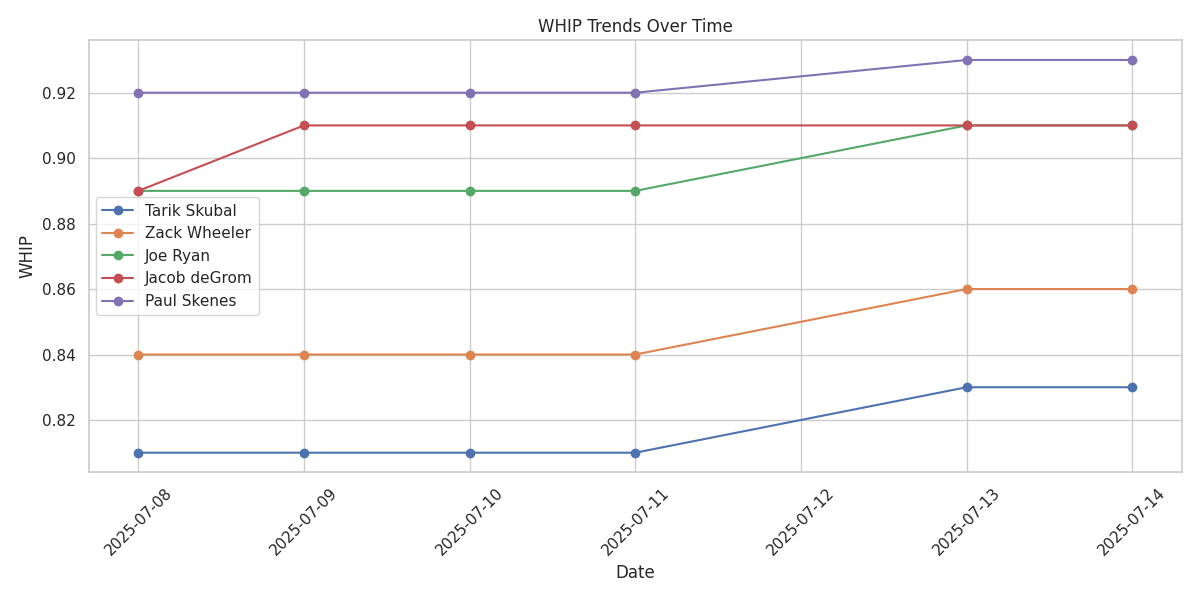 WHIP Trends Over Time
WHIP
0.92
0.90
0.88
0.86
0.84
0.82
Tarik Skubal
Zack Wheeler
Joe Ryan
Jacob deGrom
Paul Skenes
2025-07-08
2025-07-09
2025-07-10
2025-07-11
2025-07-12
2025-07-13
2025-07-14
Date